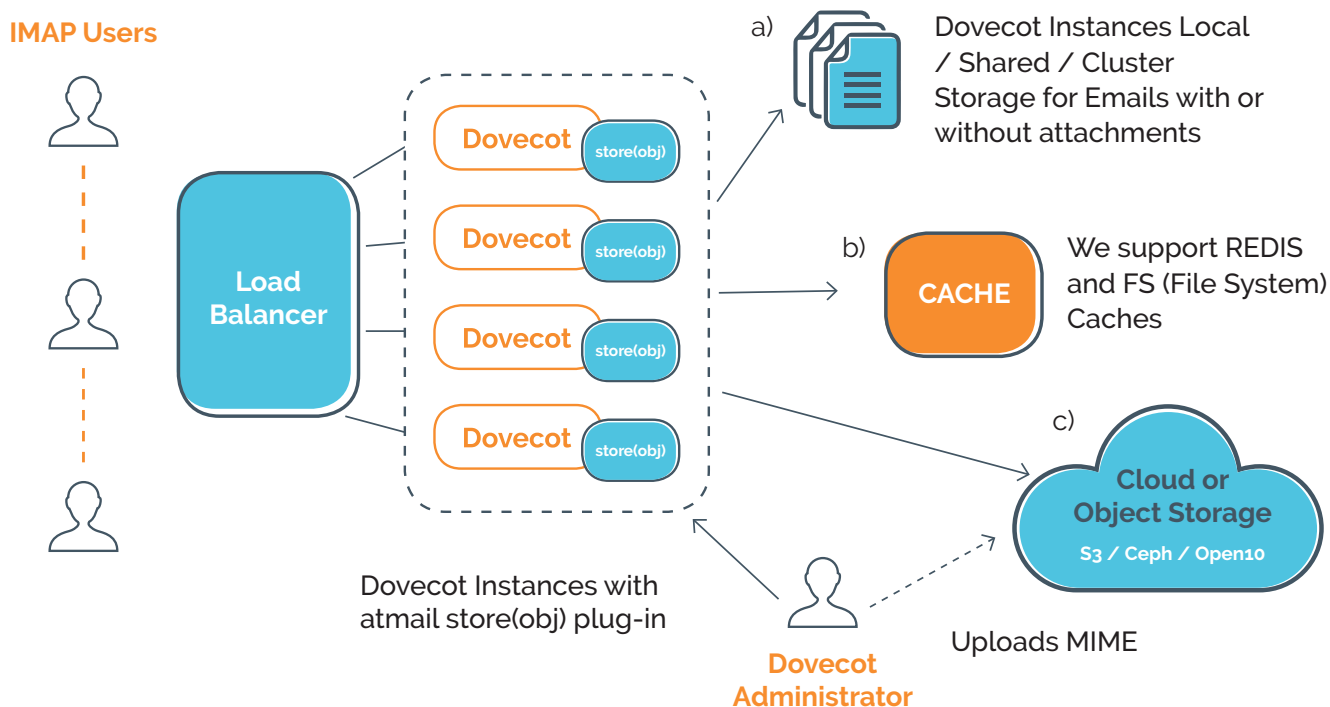 IMAP Users
Load
Balancer
Dovecot
store(obj)
Dovecot
store(obj)
Dovecot
store(obj)
Dovecot
store(obj)
Dovecot Instances with
atmail store(obj) plug-in
a)
Dovecot Instances Local
/ Shared / Cluster
Storage for Emails with or
without attachments
b)
CACHE
We support REDIS
and FS (File System)
Caches
c)
Cloud or
Object Storage
S3 / Ceph / Open10
Uploads MIME
Dovecot
Administrator